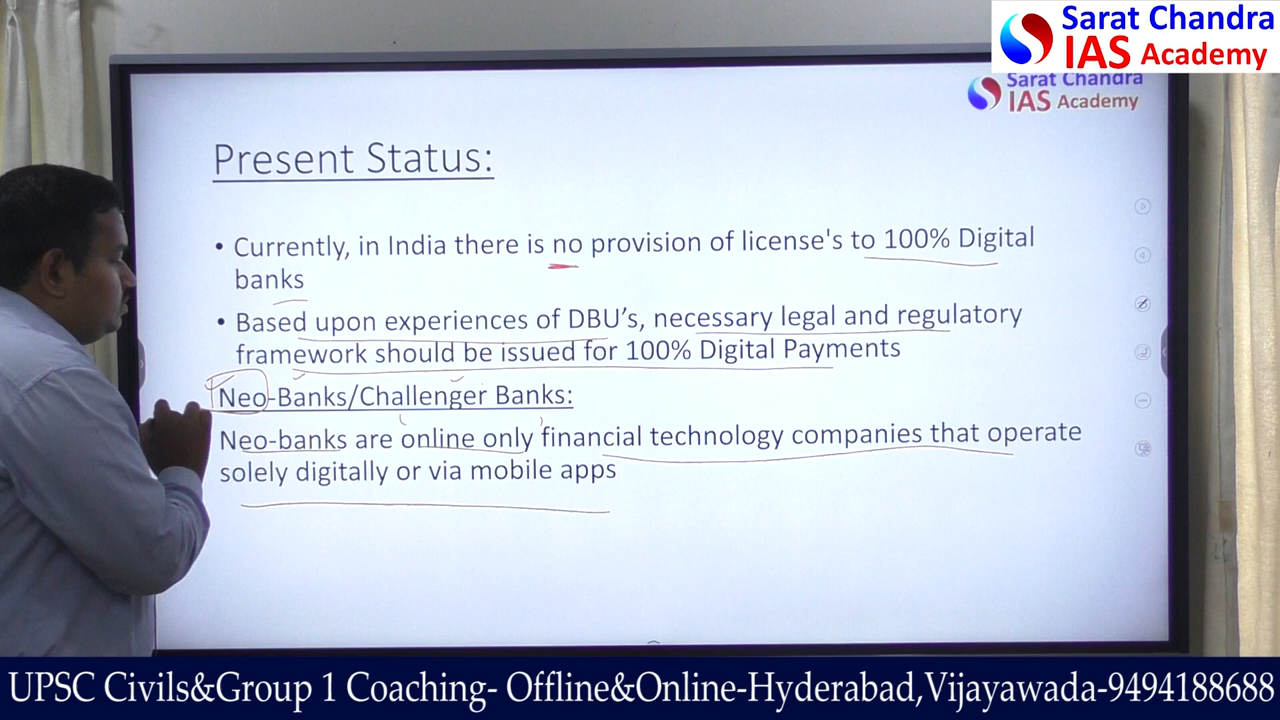 Sarat Chandra
IAS Academy
Sarat Chandra
IAS Academy
Present Status:
• Currently, in India there is no provision of license's to 100% Digital
banks
• Based upon experiences of DBU's, necessary legal and regulatory
framework should be issued for 100% Digital Payments
Neo-Banks/Challenger Banks:
Neo-banks are online only financial technology companies that operate
solely digitally or via mobile apps
UPSC Civils&Group 1 Coaching- Offline&Online-Hyderabad,Vijayawada-9494188688